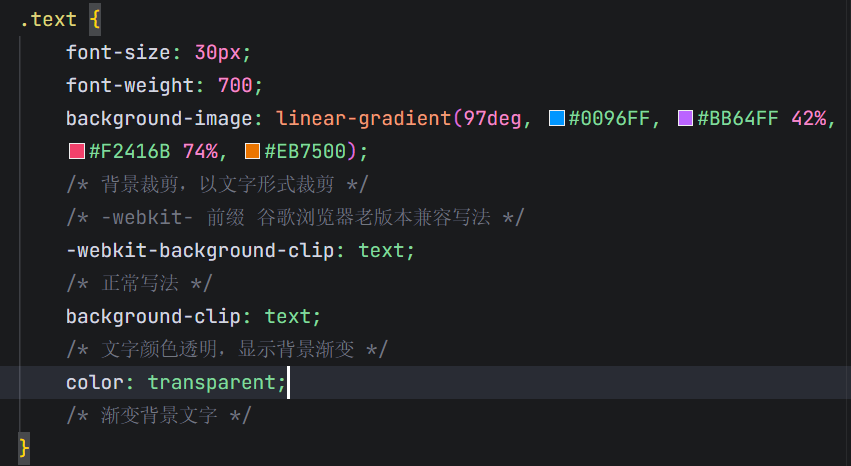 .text {
font-size: 30px;
font-weight: 700;
background-image: linear-gradient(97deg, #0096FF, #BB64FF 42%,
#F2416B 74%, #EB7500);
/* 背景裁剪，以文字形式裁剪 */
/* -webkit- 前缀 谷歌浏览器老版本兼容写法 */
-webkit-background-clip: text;
/* 正常写法 */
background-clip: text;
/* 文字颜色透明，显示背景渐变 */
color: transparent;
/* 渐变背景文字 */
}